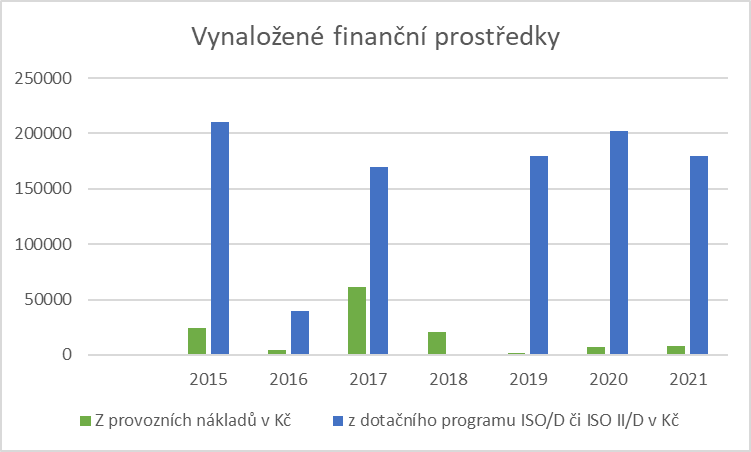 Vynaložené finanční prostředky
250000
200000
150000
100000
50000
0
2015 2016 2017 2018 2019 2020 2021
Z provozních nákladů v Kč z dotačního programu ISO/D či ISO II/D v Kč